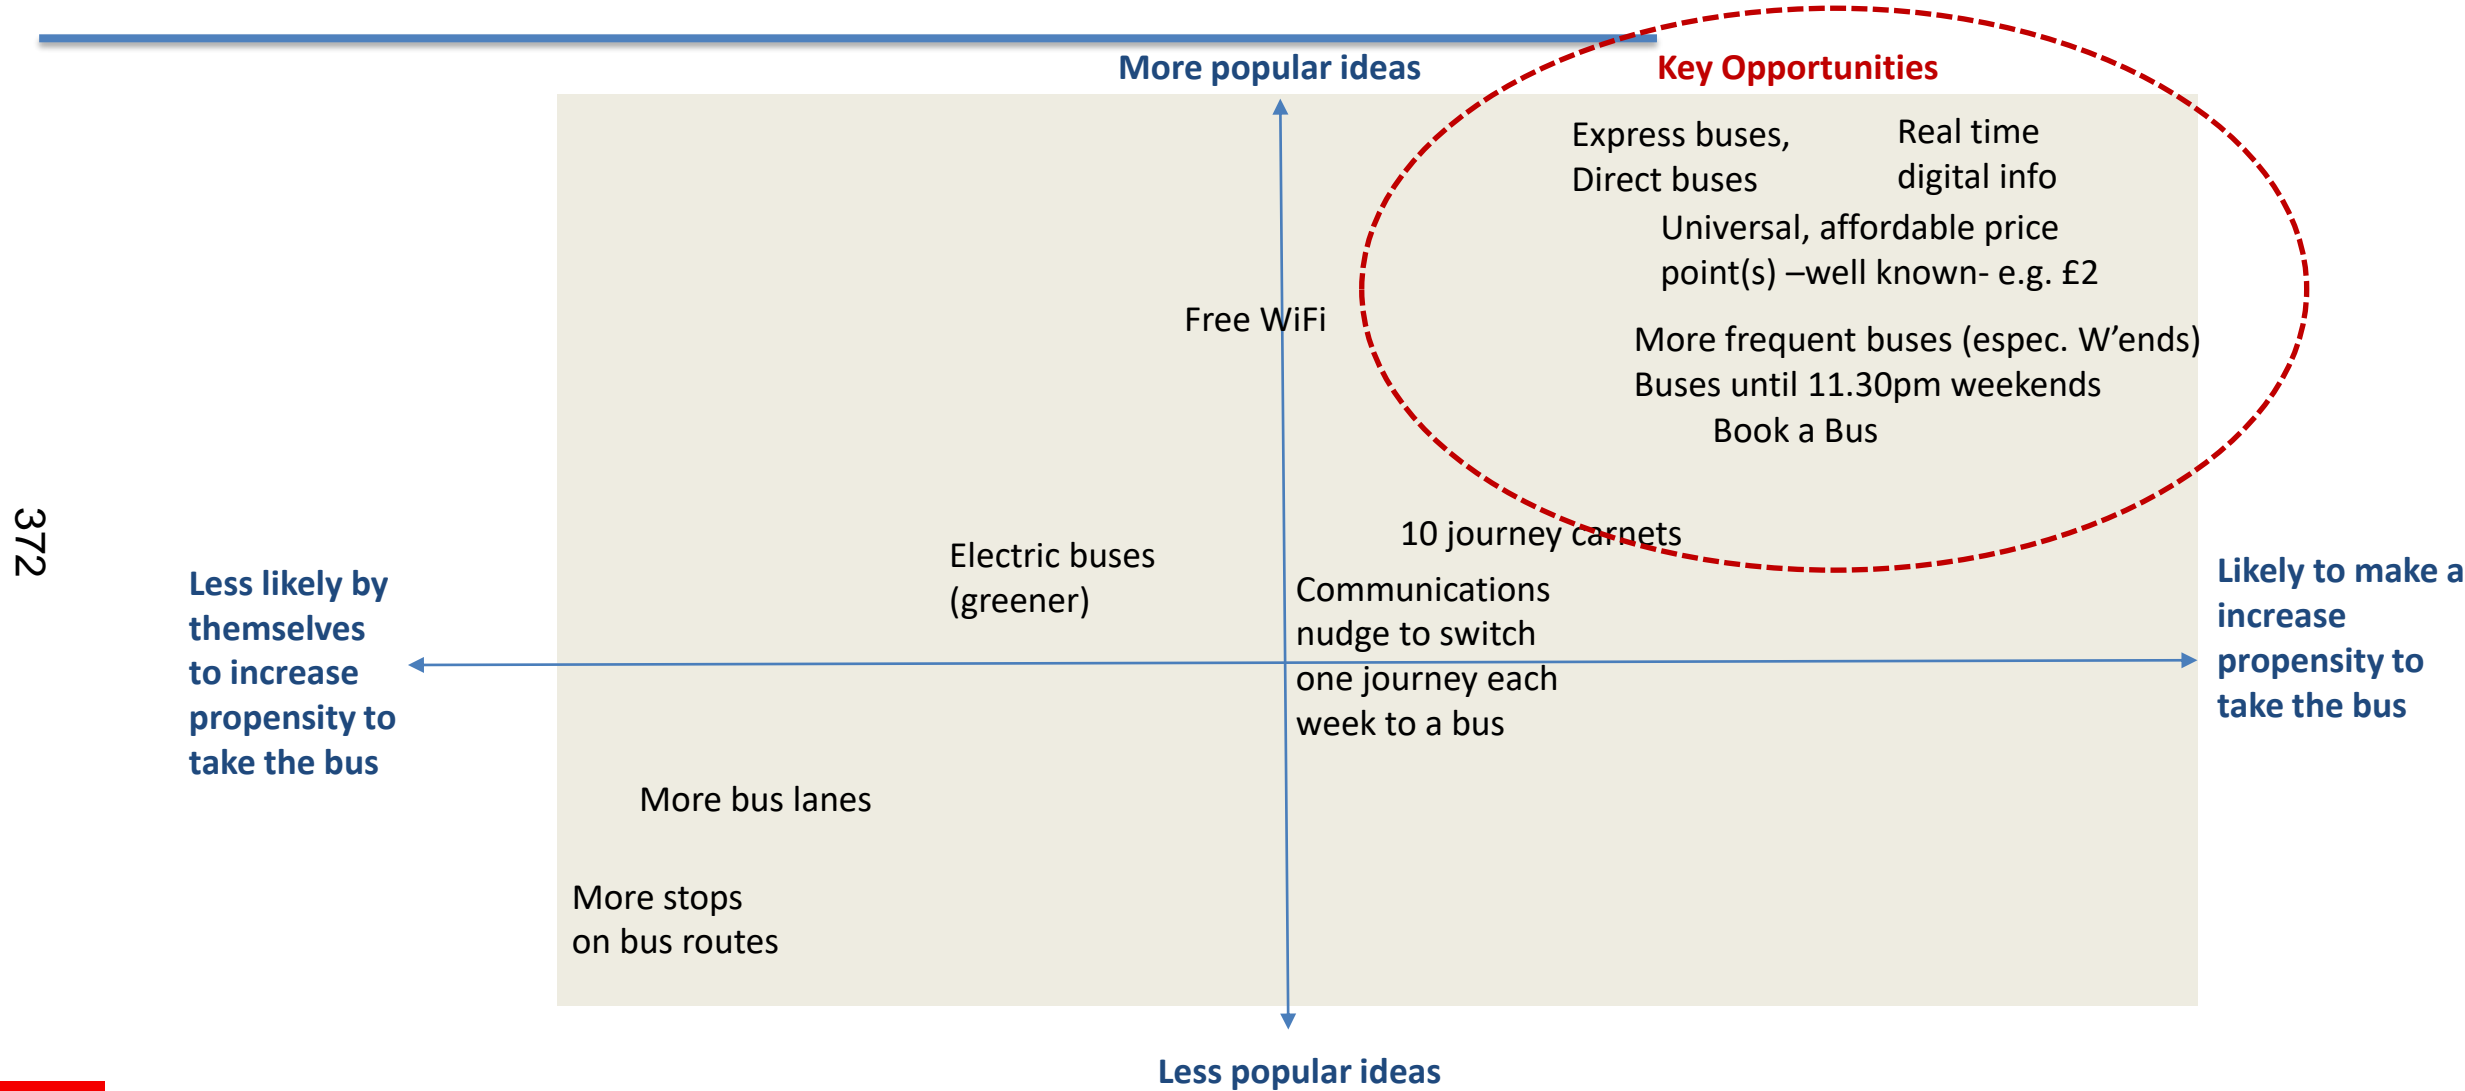 More popular ideas
Key Opportunities
Express buses,
Direct buses
Real time
digital info
Universal, affordable price
point(s) –well known- e.g. £2
Free WiFi
More frequent buses (espec. W’ends)
Buses until 11.30pm weekends
Book a Bus
10 journey carnets
Electric buses
(greener)
Communications
nudge to switch
one journey each
week to a bus
372
Less likely by
themselves
to increase
propensity to
take the bus
Likely to make a
increase
propensity to
take the bus
More bus lanes
More stops
on bus routes
Less popular ideas